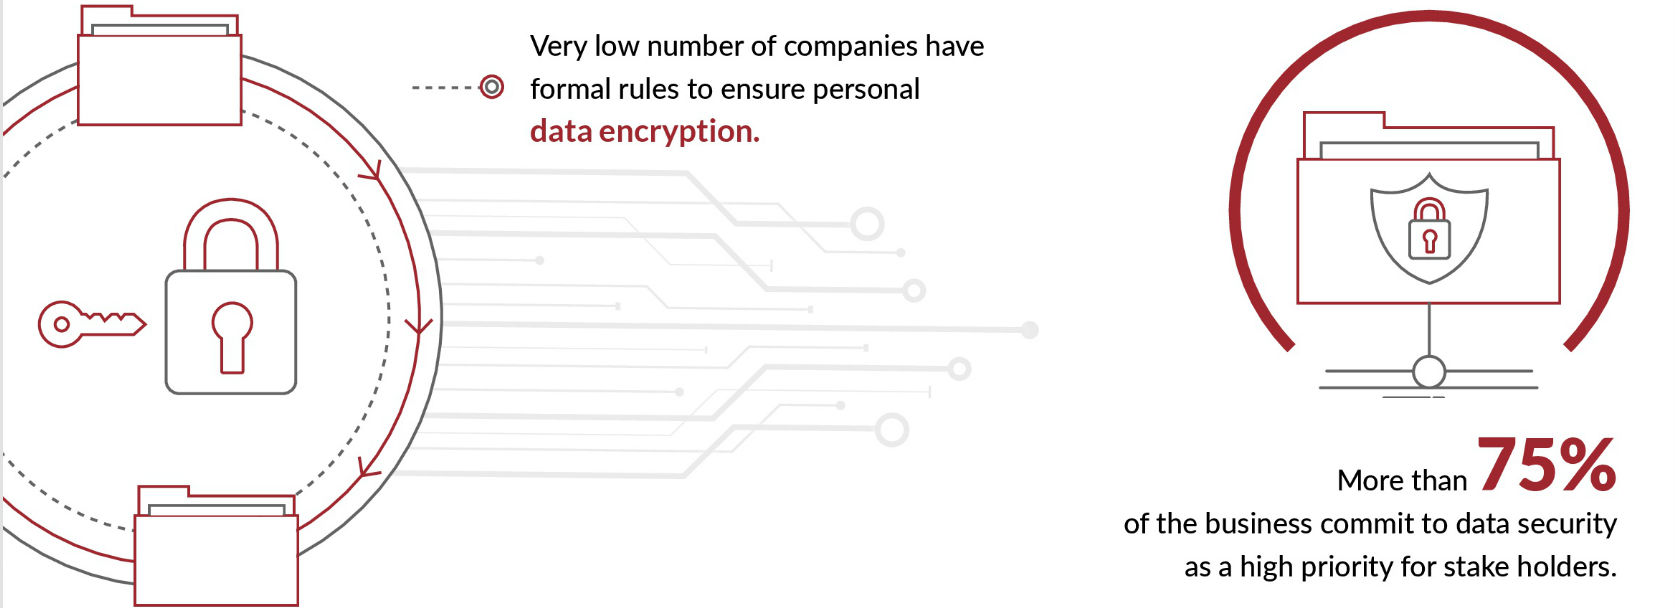 Very low number of companies have
formal rules to ensure personal
data encryption.
More than 75%
of the business commit to data security
as a high priority for stake holders.